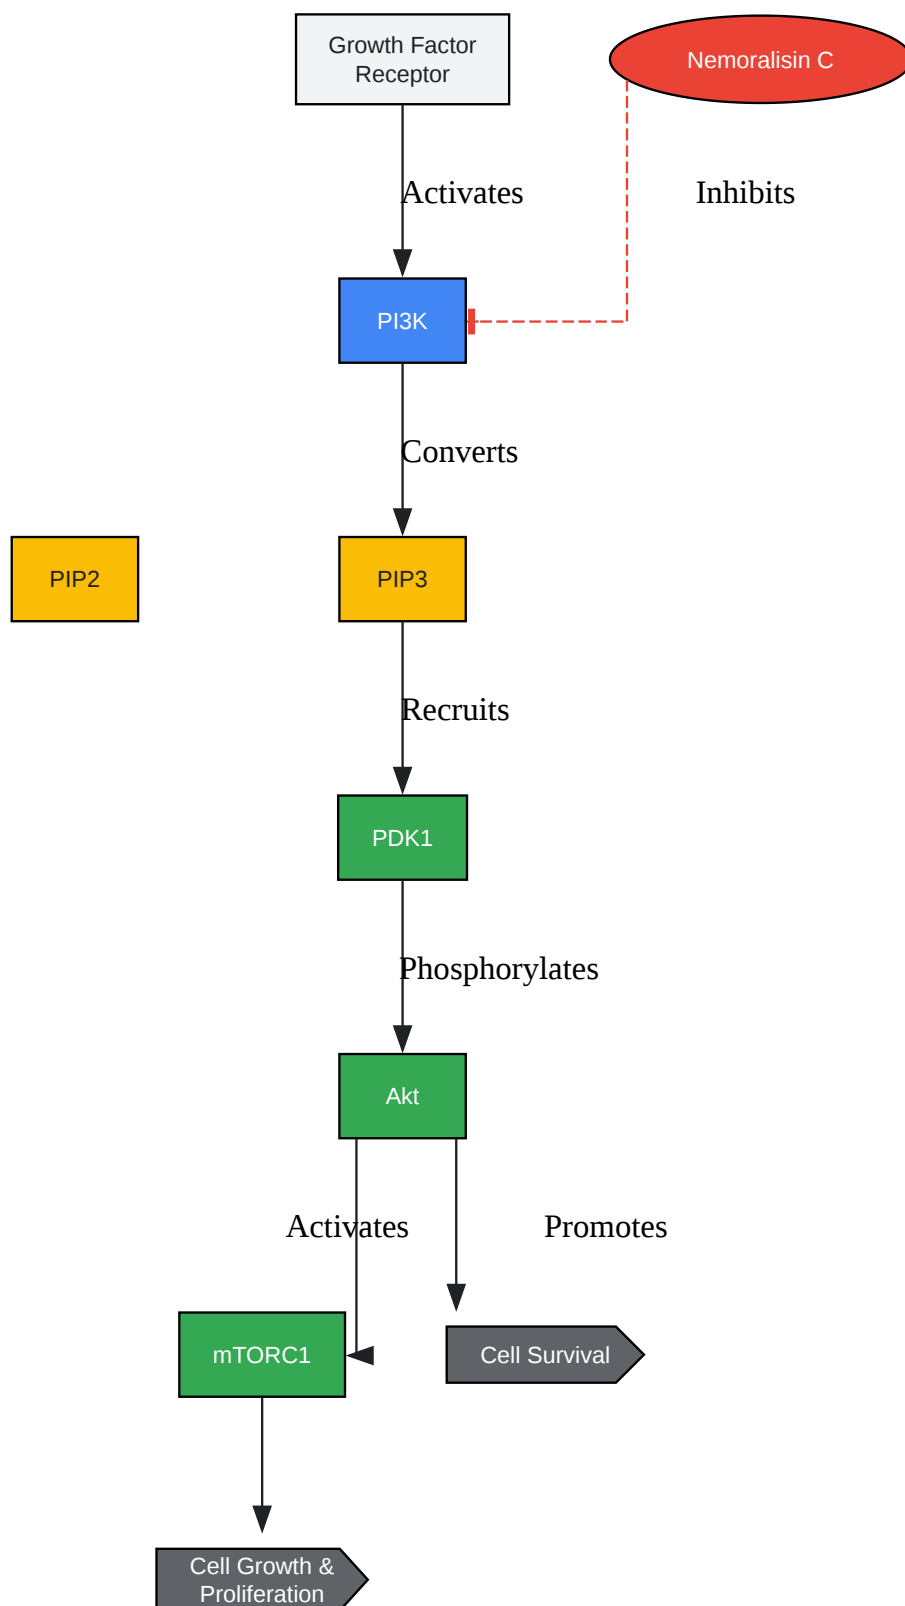 Growth Factor
Receptor
Nemoralisin C
Activates
Inhibits
PI3K
Converts
PIP2
PIP3
Recruits
PDK1
Phosphorylates
Akt
Activates
Promotes
mTORC1
Cell Survival
Cell Growth &
Proliferation